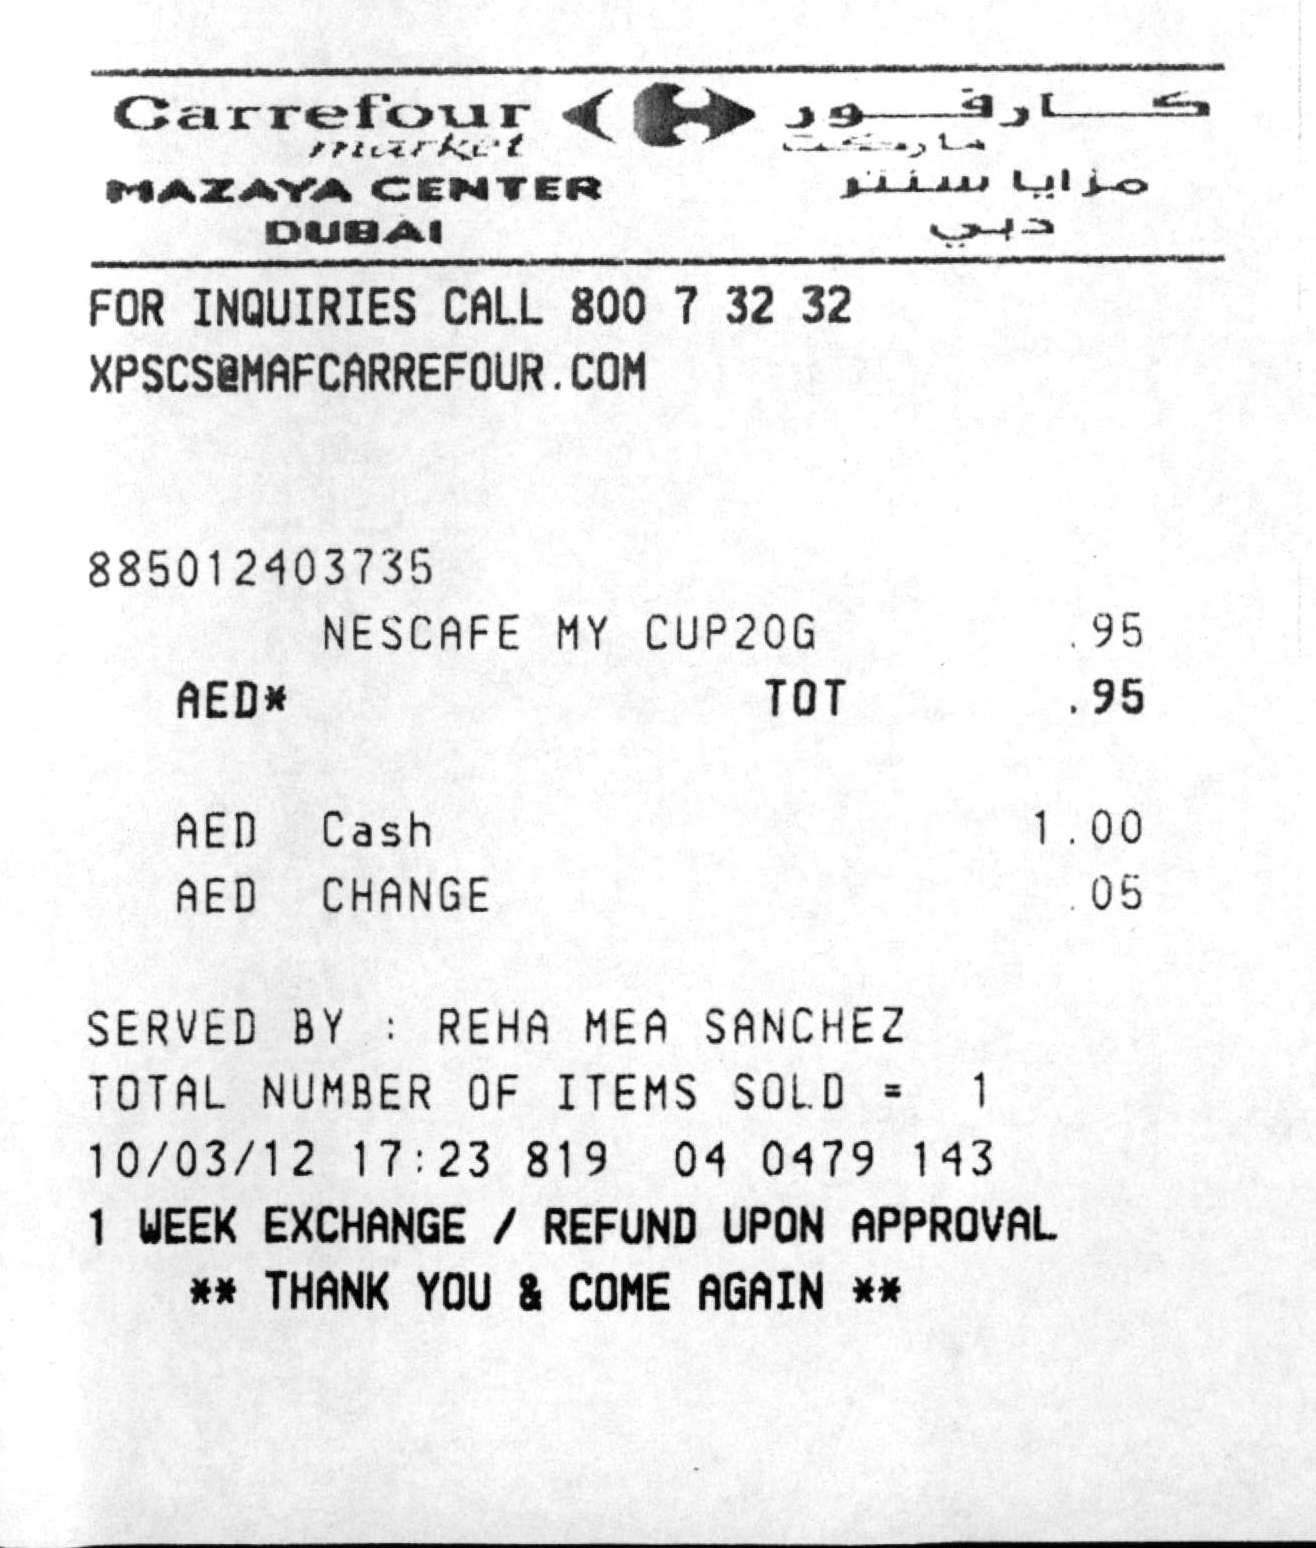 Carrefour كارفور
market ماركت
MAZAYA CENTER مزايا سنتر
DUBAI دبي
FOR INQUIRIES CALL 800 7 32 32
XPSCS@MAFCARREFOUR.COM
885012403735
NESCAFE MY CUP20G .95
AED* TOT .95
AED Cash 1.00
AED CHANGE .05
SERVED BY : REHA MEA SANCHEZ
TOTAL NUMBER OF ITEMS SOLD = 1
10/03/12 17:23 819 04 0479 143
1 WEEK EXCHANGE / REFUND UPON APPROVAL
** THANK YOU & COME AGAIN **